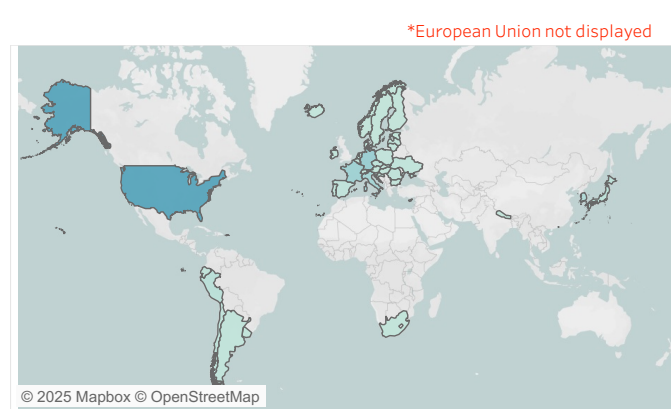 *European Union not displayed
© 2025 Mapbox © OpenStreetMap